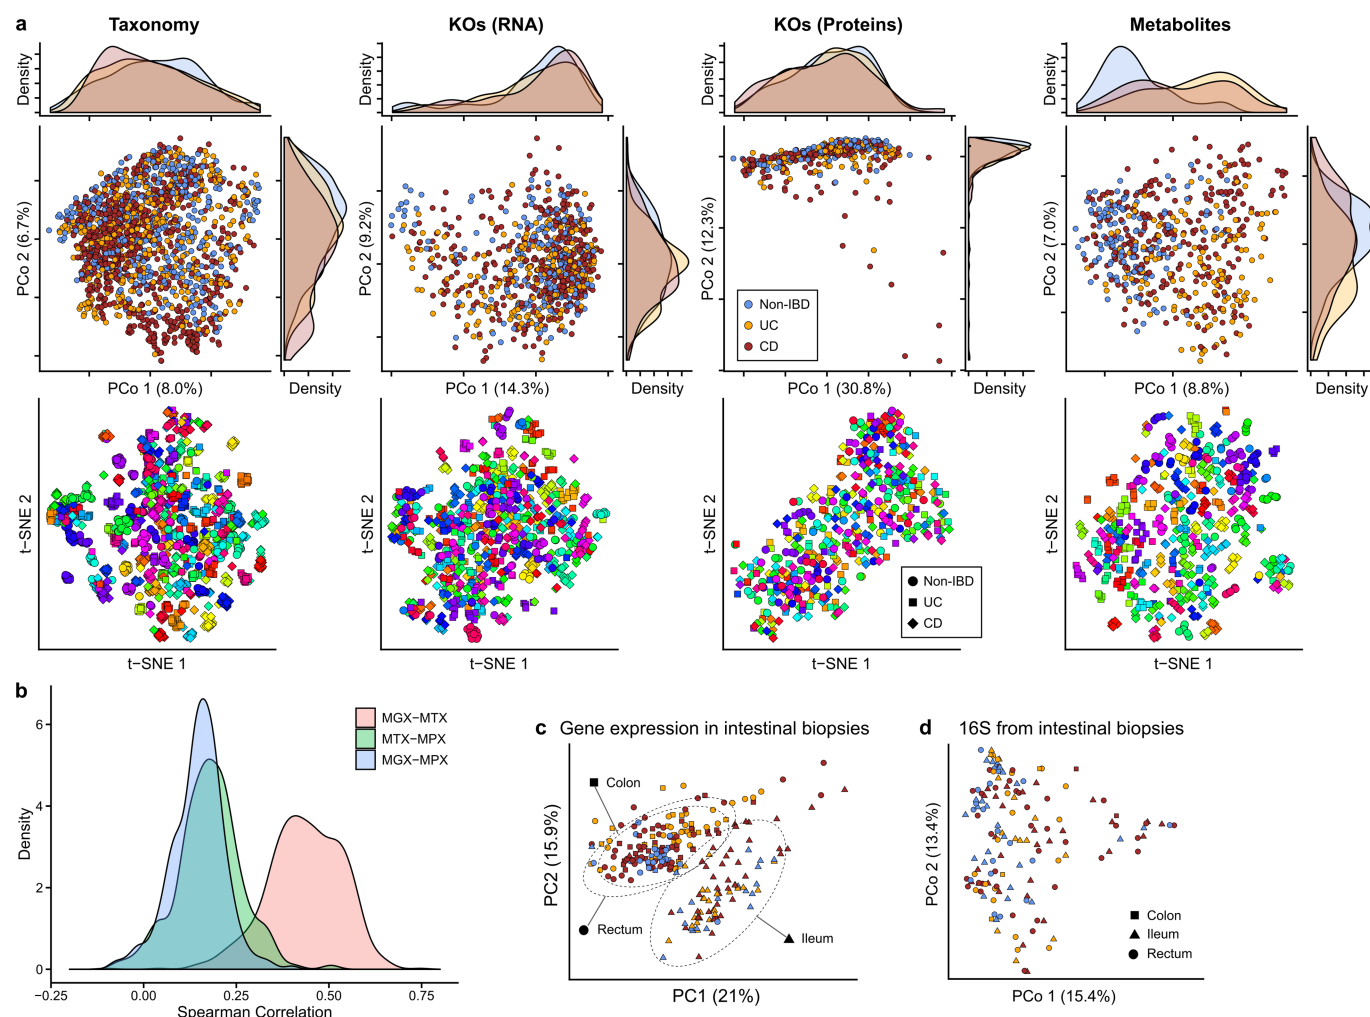 a
Taxonomy
KOs (RNA)
KOs (Proteins)
Metabolites
Density
Density
Density
Density
PCo 2 (6.7%)
PCo 2 (9.2%)
PCo 2 (12.3%)
PCo 2 (7.0%)
Non-IBD
UC
CD
PCo 1 (8.0%)
Density
PCo 1 (14.3%)
Density
PCo 1 (30.8%)
Density
PCo 1 (8.8%)
Density
t−SNE 2
t−SNE 2
t−SNE 2
t−SNE 2
Non-IBD
UC
CD
t−SNE 1
t−SNE 1
t−SNE 1
t−SNE 1
b
Density
6
4
2
0
−0.25
0.00
0.25
0.50
0.75
Spearman Correlation
MGX−MTX
MTX−MPX
MGX−MPX
c
Gene expression in intestinal biopsies
Colon
Rectum
Ileum
PC2 (15.9%)
PC1 (21%)
d
16S from intestinal biopsies
PCo 2 (13.4%)
Colon
Ileum
Rectum
PCo 1 (15.4%)